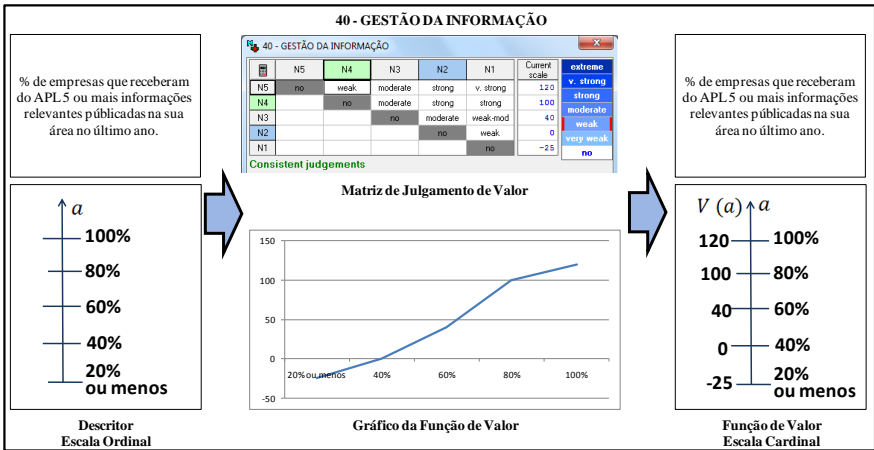 40 - GESTÃO DA INFORMAÇÃO
% de empresas que receberam
do APL 5 ou mais informações
relevantes públicadas na sua
área no último ano.
a
100%
80%
60%
40%
20%
ou menos
Descritor
Escala Ordinal
40 - GESTÃO DA INFORMAÇÃO
N5 N4 N3 N2 N1 Current
scale
N5 no weak moderate strong v. strong 120
N4 no moderate strong strong 100
N3 no moderate weak-mod 40
N2 no weak 0
N1 no -25
extreme
v. strong
strong
moderate
weak
very weak
no
Consistent judgements
Matriz de Julgamento de Valor
150
100
50
0
-50
20% ou menos 40% 60% 80% 100%
Gráfico da Função de Valor
% de empresas que receberam
do APL 5 ou mais informações
relevantes públicadas na sua
área no último ano.
V (a) a
120 100%
100 80%
40 60%
0 40%
-25 20%
ou menos
Função de Valor
Escala Cardinal